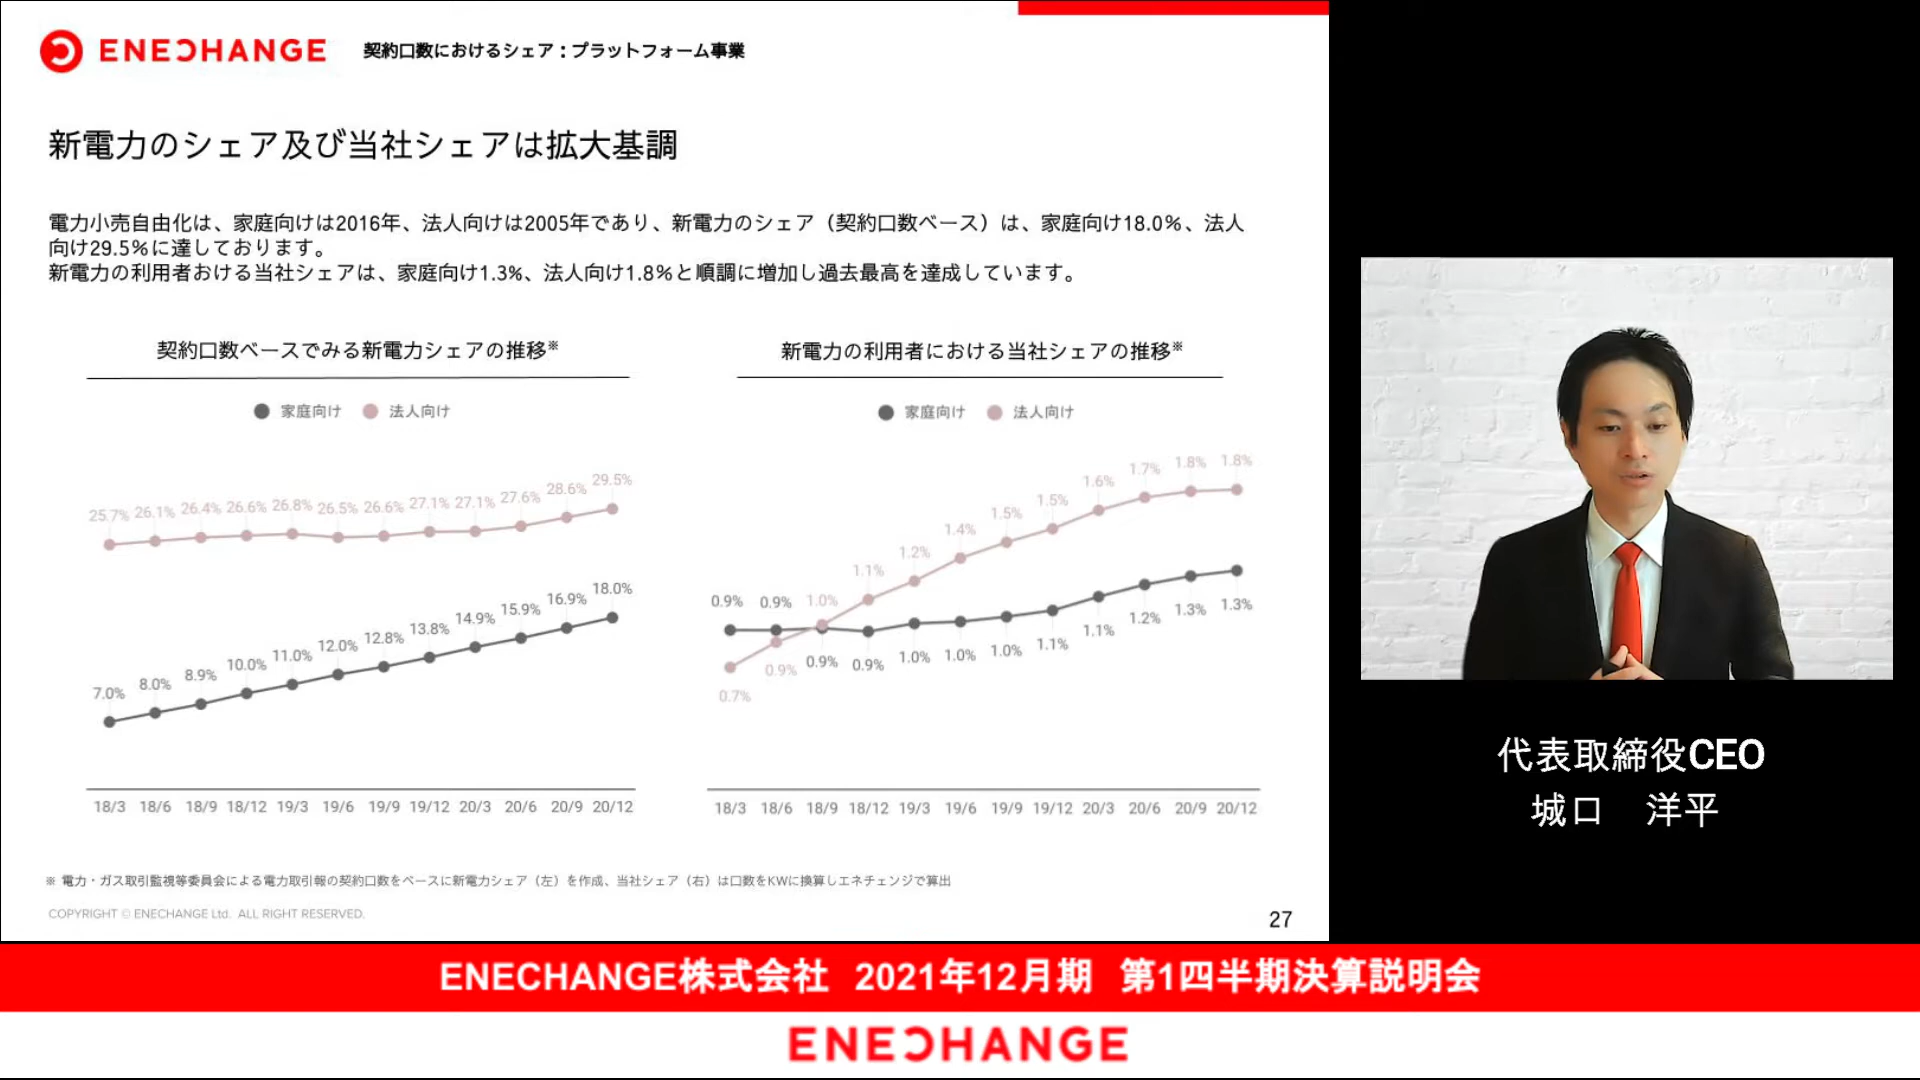 ENECHANGE
契約口数におけるシェア：プラットフォーム事業
新電力のシェア及び当社シェアは拡大基調
電力小売自由化は、家庭向けは2016年、法人向けは2005年であり、新電力のシェア（契約口数ベース）は、家庭向け18.0%、法人
向け29.5%に達しております。
新電力の利用者おける当社シェアは、家庭向け1.3%、法人向け1.8%と順調に増加し過去最高を達成しています。
契約口数ベースでみる新電力シェアの推移※
家庭向け 法人向け
25.7% 26.1% 26.4% 26.6% 26.8% 26.5% 26.6% 27.1% 27.1% 27.6% 28.6% 29.5%
7.0% 8.0% 8.9% 10.0% 11.0% 12.0% 12.8% 13.8% 14.9% 15.9% 16.9% 18.0%
18/3 18/6 18/9 18/12 19/3 19/6 19/9 19/12 20/3 20/6 20/9 20/12
新電力の利用者における当社シェアの推移※
家庭向け 法人向け
0.7% 0.9% 1.0% 1.1% 1.2% 1.4% 1.5% 1.5% 1.6% 1.7% 1.8% 1.8%
0.9% 0.9% 0.9% 0.9% 1.0% 1.0% 1.0% 1.1% 1.1% 1.2% 1.3% 1.3%
18/3 18/6 18/9 18/12 19/3 19/6 19/9 19/12 20/3 20/6 20/9 20/12
※ 電力・ガス取引監視等委員会による電力取引報の契約口数をベースに新電力シェア（左）を作成、当社シェア（右）は口数をKWに換算しエネチェンジで算出
COPYRIGHT © ENECHANGE Ltd. ALL RIGHT RESERVED.
27
代表取締役CEO
城口 洋平
ENECHANGE株式会社 2021年12月期 第1四半期決算説明会
ENECHANGE